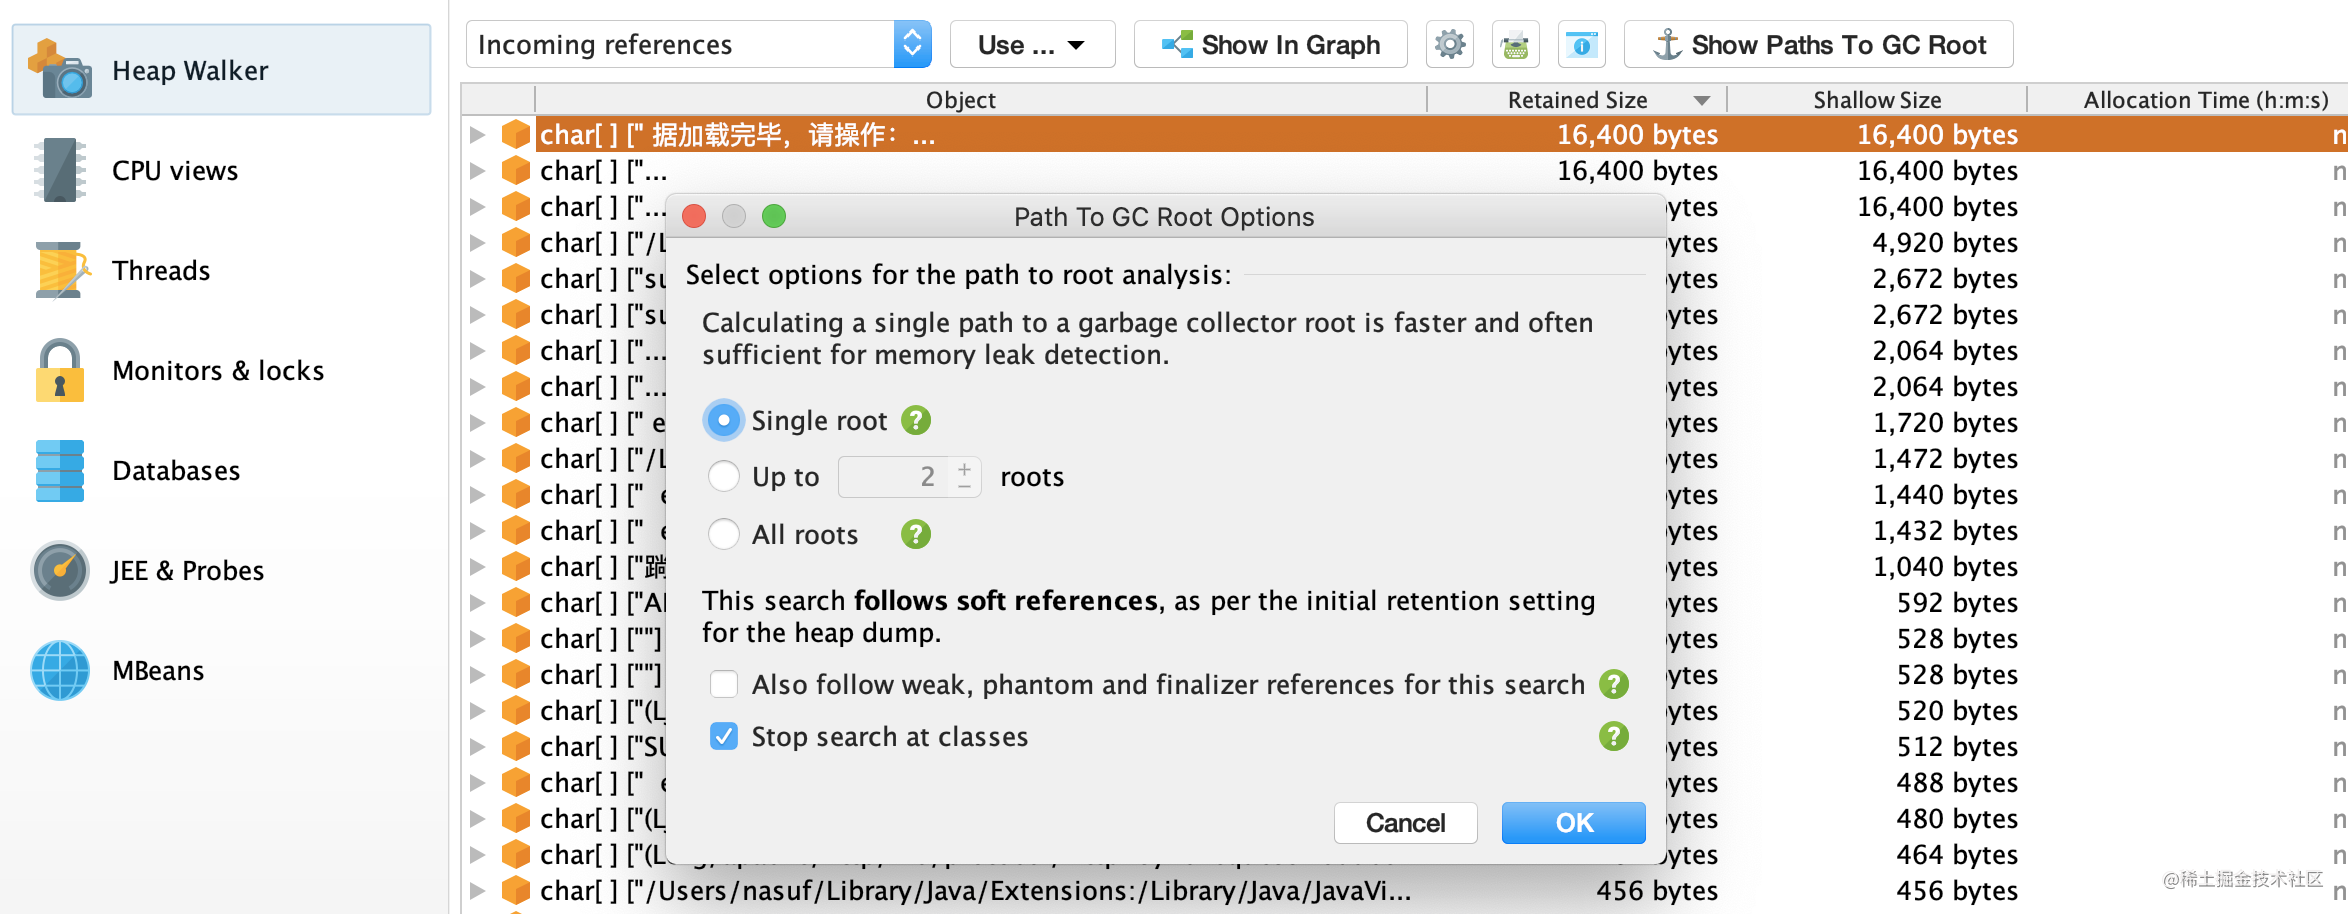 Heap Walker
CPU views
Threads
Monitors & locks
Databases
JEE & Probes
MBeans
Incoming references
Use ...
Show In Graph
Show Paths To GC Root
Object Retained Size Shallow Size Allocation Time (h:m:s)
char[ ] [" 据加载完毕，请操作：... 16,400 bytes 16,400 bytes n
char[ ] ["... 16,400 bytes 16,400 bytes n
char[ ] ["... ytes 16,400 bytes n
char[ ] ["/L ytes 4,920 bytes n
char[ ] ["su ytes 2,672 bytes n
char[ ] ["su ytes 2,672 bytes n
char[ ] ["... ytes 2,064 bytes n
char[ ] ["... ytes 2,064 bytes n
char[ ] [" e ytes 1,720 bytes n
char[ ] ["/L ytes 1,472 bytes n
char[ ] ["  e ytes 1,440 bytes n
char[ ] ["  e ytes 1,432 bytes n
char[ ] [" ytes 1,040 bytes n
char[ ] ["Al ytes 592 bytes n
char[ ] [""] ytes 528 bytes n
char[ ] [""] ytes 528 bytes n
char[ ] ["(L ytes 520 bytes n
char[ ] ["SU ytes 512 bytes n
char[ ] ["  e ytes 488 bytes n
char[ ] ["(L ytes 480 bytes n
char[ ] ["(L ytes 464 bytes n
char[ ] ["/Users/nasuf/Library/Java/Extensions:/Library/Java/JavaVi... 456 bytes 456 bytes n
Path To GC Root Options
Select options for the path to root analysis:
Calculating a single path to a garbage collector root is faster and often
sufficient for memory leak detection.
Single root ?
Up to 2 roots
All roots ?
This search follows soft references, as per the initial retention setting
for the heap dump.
Also follow weak, phantom and finalizer references for this search ?
Stop search at classes ?
Cancel
OK
@稀土掘金技术社区